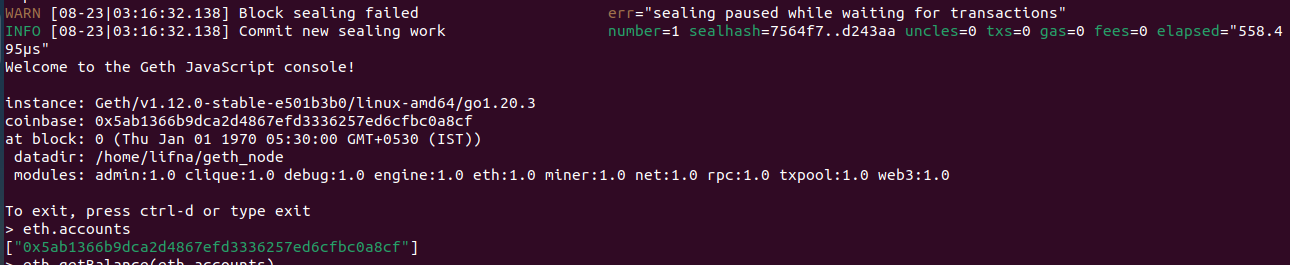 WARN [08-23|03:16:32.138] Block sealing failed err="sealing paused while waiting for transactions"
INFO [08-23|03:16:32.138] Commit new sealing work number=1 sealhash=7564f7..d243aa uncles=0 txs=0 gas=0 fees=0 elapsed="558.4
95µs"
Welcome to the Geth JavaScript console!
instance: Geth/v1.12.0-stable-e501b3b0/linux-amd64/go1.20.3
coinbase: 0x5ab1366b9dca2d4867efd3336257ed6cfbc0a8cf
at block: 0 (Thu Jan 01 1970 05:30:00 GMT+0530 (IST))
datadir: /home/lifna/geth_node
modules: admin:1.0 clique:1.0 debug:1.0 engine:1.0 eth:1.0 miner:1.0 net:1.0 rpc:1.0 txpool:1.0 web3:1.0
To exit, press ctrl-d or type exit
> eth.accounts
["0x5ab1366b9dca2d4867efd3336257ed6cfbc0a8cf"]
> eth.getBalance(eth.accounts)